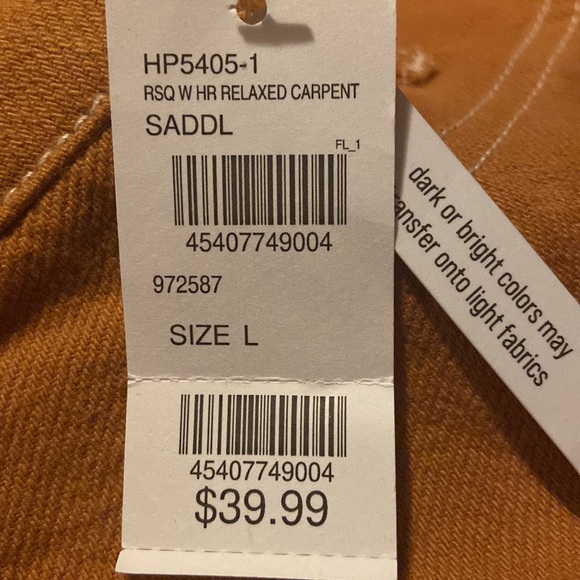 HP5405-1
RSQ W HR RELAXED CARPENT
SADDL
FL_1
45407749004
972587
SIZE L
45407749004
$39.99
dark or bright colors may
transfer onto light fabrics